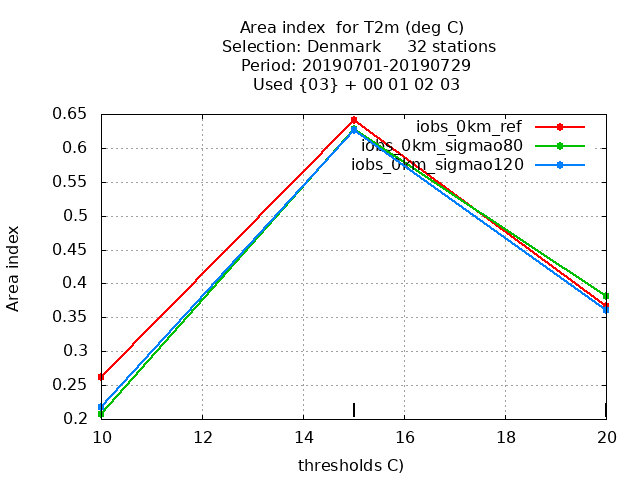 Area index  for T2m (deg C)
Selection: Denmark     32 stations
Period: 20190701-20190729
Used {03} + 00 01 02 03
0.65
0.6
0.55
0.5
0.45
0.4
0.35
0.3
0.25
0.2
Area index
iobs_0km_ref
iobs_0km_sigmao80
iobs_0km_sigmao120
10 12 14 16 18 20
thresholds C)